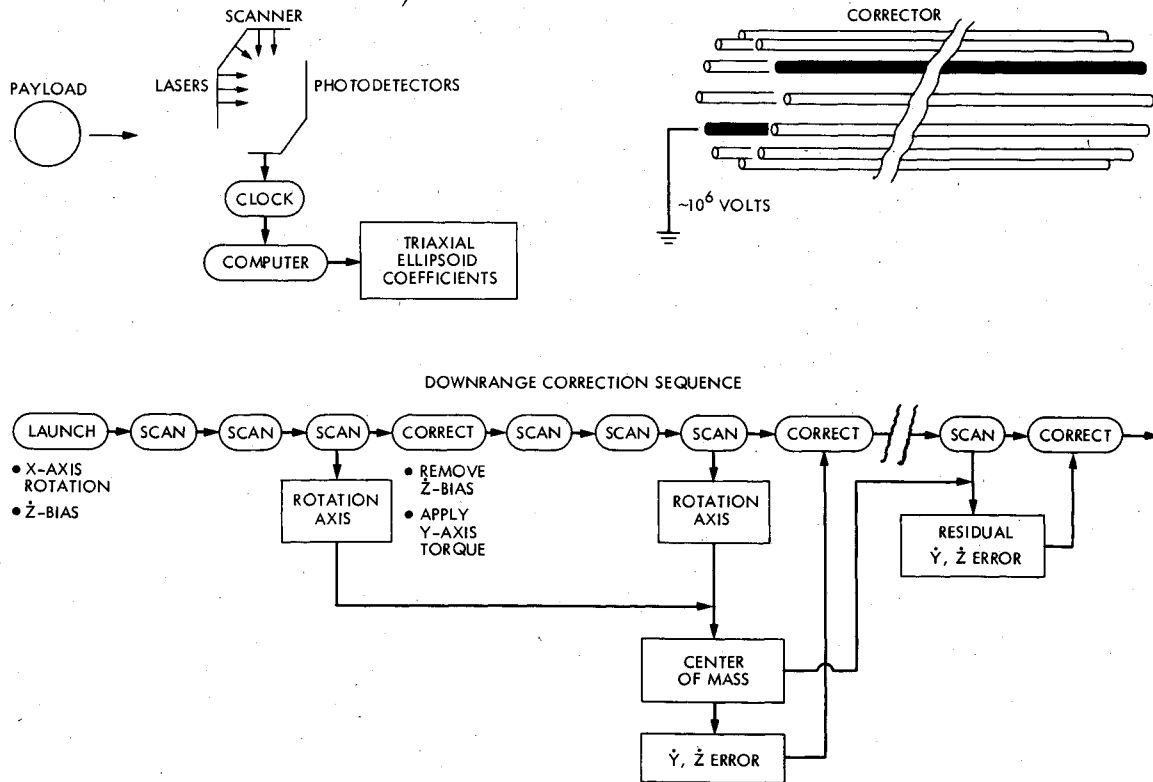 SCANNER
LASERS
PHOTODETECTORS
PAYLOAD
CLOCK
COMPUTER
TRIAXIAL
ELLIPSOID
COEFFICIENTS
CORRECTOR
~10⁶ VOLTS
DOWNRANGE CORRECTION SEQUENCE
LAUNCH
SCAN
SCAN
SCAN
CORRECT
SCAN
SCAN
SCAN
CORRECT
SCAN
CORRECT
• X-AXIS
ROTATION
• Ż-BIAS
ROTATION
AXIS
• REMOVE
Ż-BIAS
• APPLY
Y-AXIS
TORQUE
ROTATION
AXIS
RESIDUAL
Ẏ, Ż ERROR
CENTER
OF MASS
Ẏ, Ż ERROR